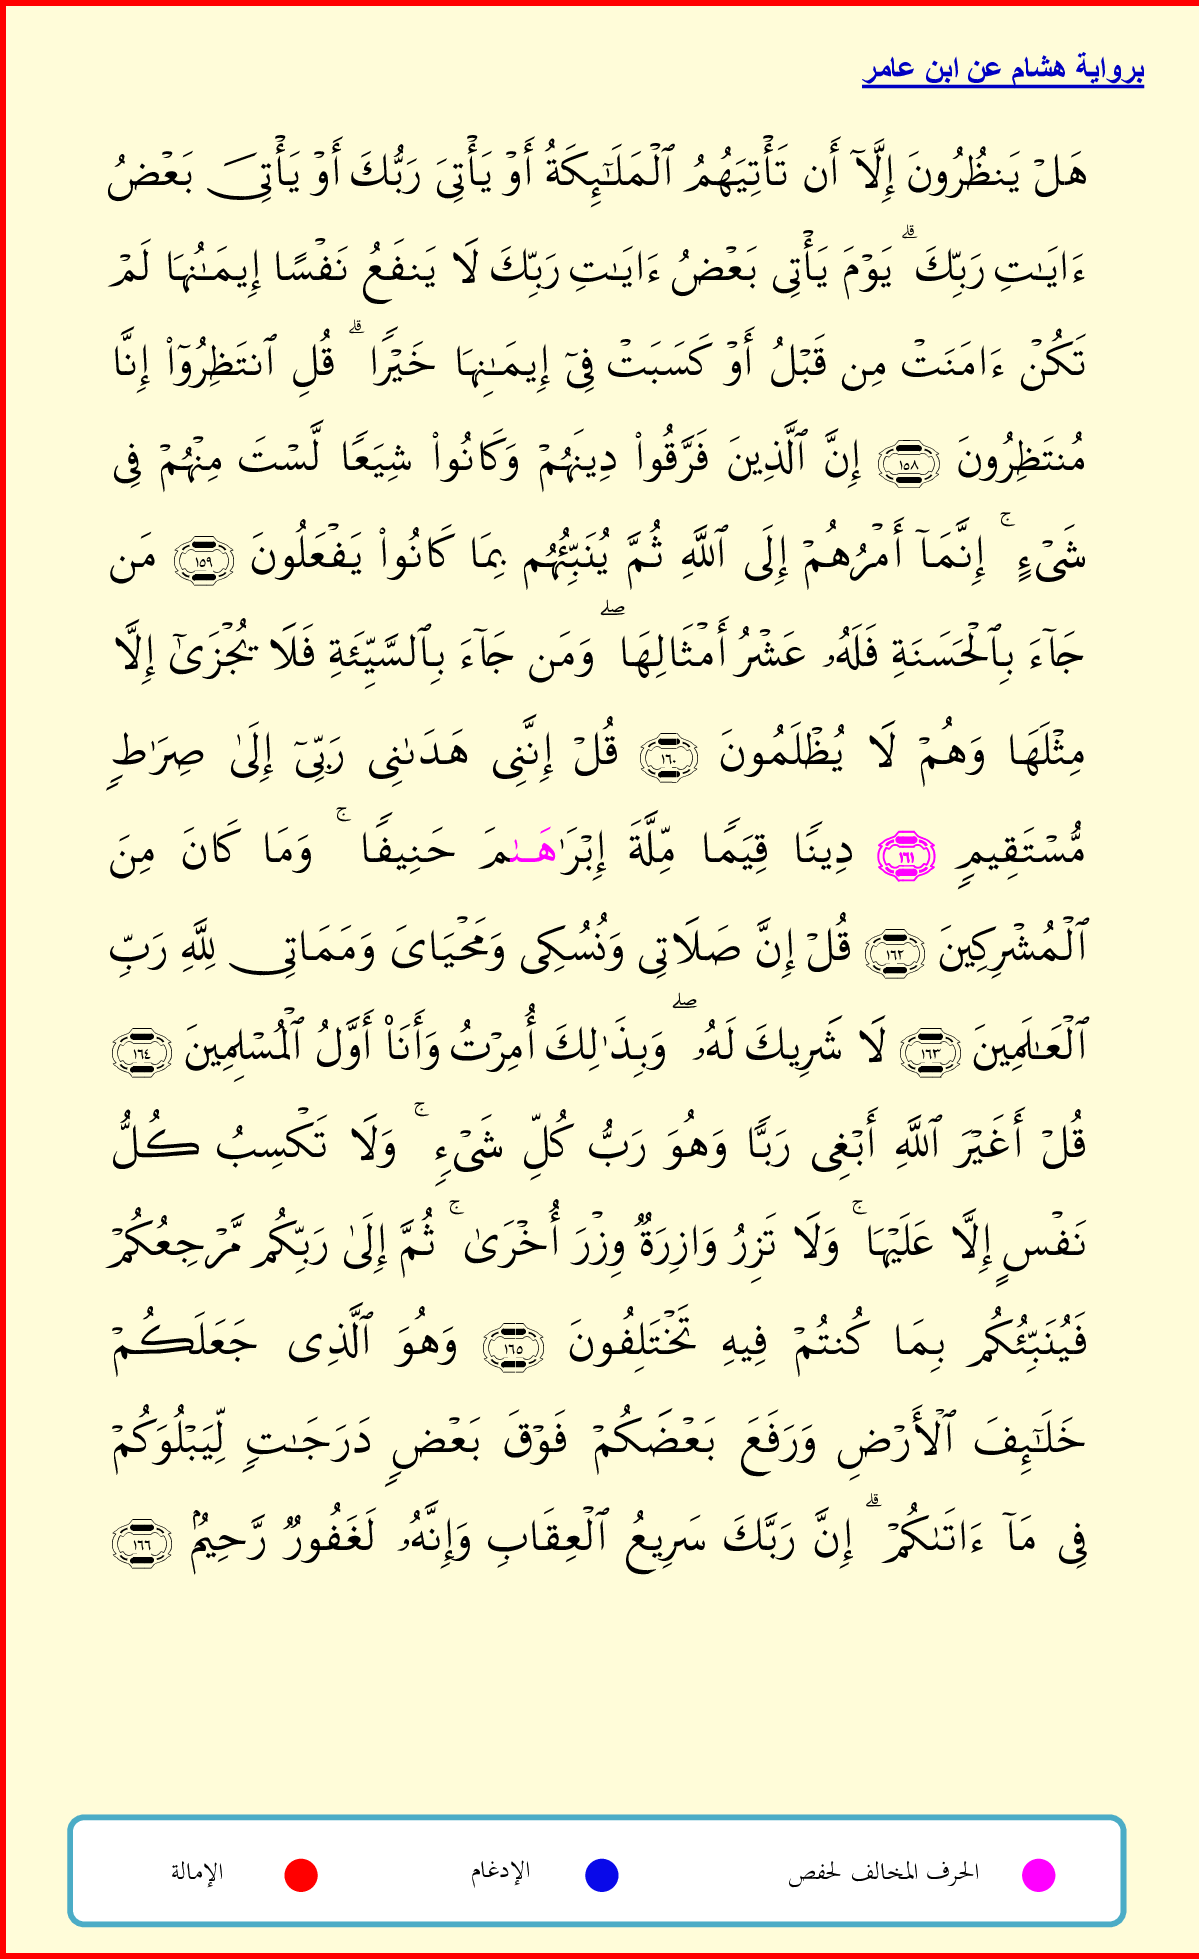 برواية هشام عن ابن عامر
هَلْ يَنظُرُونَ إِلَّآ أَن تَأْتِيَهُمُ ٱلْمَلَـٰٓئِكَةُ أَوْ يَأْتِىَ رَبُّكَ أَوْ يَأْتِىَ بَعْضُ
ءَايَـٰتِ رَبِّكَ ۗ يَوْمَ يَأْتِى بَعْضُ ءَايَـٰتِ رَبِّكَ لَا يَنفَعُ نَفْسًا إِيمَـٰنُهَا لَمْ
تَكُنْ ءَامَنَتْ مِن قَبْلُ أَوْ كَسَبَتْ فِىٓ إِيمَـٰنِهَا خَيْرًا ۗ قُلِ ٱنتَظِرُوٓا۟ إِنَّا
مُنتَظِرُونَ ١٥٨ إِنَّ ٱلَّذِينَ فَرَّقُوا۟ دِينَهُمْ وَكَانُوا۟ شِيَعًا لَّسْتَ مِنْهُمْ فِى
شَىْءٍ ۚ إِنَّمَآ أَمْرُهُمْ إِلَى ٱللَّهِ ثُمَّ يُنَبِّئُهُم بِمَا كَانُوا۟ يَفْعَلُونَ ١٥٩ مَن
جَآءَ بِٱلْحَسَنَةِ فَلَهُۥ عَشْرُ أَمْثَالِهَا ۖ وَمَن جَآءَ بِٱلسَّيِّئَةِ فَلَا يُجْزَىٰٓ إِلَّا
مِثْلَهَا وَهُمْ لَا يُظْلَمُونَ ١٦٠ قُلْ إِنَّنِى هَدَىٰنِى رَبِّىٓ إِلَىٰ صِرَٰطٍ
مُّسْتَقِيمٍ ١٦١ دِينًا قِيَمًا مِّلَّةَ إِبْرَٰهَـٰمَ حَنِيفًا ۚ وَمَا كَانَ مِنَ
ٱلْمُشْرِكِينَ ١٦٢ قُلْ إِنَّ صَلَاتِى وَنُسُكِى وَمَحْيَاىَ وَمَمَاتِى لِلَّهِ رَبِّ
ٱلْعَـٰلَمِينَ ١٦٣ لَا شَرِيكَ لَهُۥ ۖ وَبِذَٰلِكَ أُمِرْتُ وَأَنَا۠ أَوَّلُ ٱلْمُسْلِمِينَ ١٦٤
قُلْ أَغَيْرَ ٱللَّهِ أَبْغِى رَبًّا وَهُوَ رَبُّ كُلِّ شَىْءٍ ۚ وَلَا تَكْسِبُ كُلُّ
نَفْسٍ إِلَّا عَلَيْهَا ۚ وَلَا تَزِرُ وَازِرَةٌ وِزْرَ أُخْرَىٰ ۚ ثُمَّ إِلَىٰ رَبِّكُم مَّرْجِعُكُمْ
فَيُنَبِّئُكُم بِمَا كُنتُمْ فِيهِ تَخْتَلِفُونَ ١٦٥ وَهُوَ ٱلَّذِى جَعَلَكُمْ
خَلَـٰٓئِفَ ٱلْأَرْضِ وَرَفَعَ بَعْضَكُمْ فَوْقَ بَعْضٍ دَرَجَـٰتٍ لِّيَبْلُوَكُمْ
فِى مَآ ءَاتَىٰكُمْ ۗ إِنَّ رَبَّكَ سَرِيعُ ٱلْعِقَابِ وَإِنَّهُۥ لَغَفُورٌ رَّحِيمٌۢ ١٦٦
الحرف المخالف لحفص الإدغام الإمالة